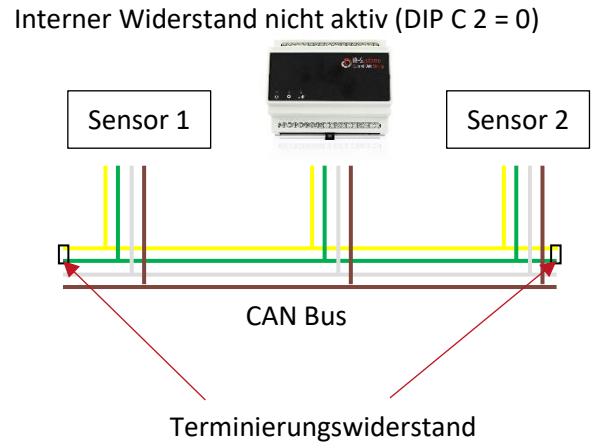 Interner Widerstand nicht aktiv (DIP C 2 = 0)
Sensor 1
Sensor 2
CAN Bus
Terminierungswiderstand